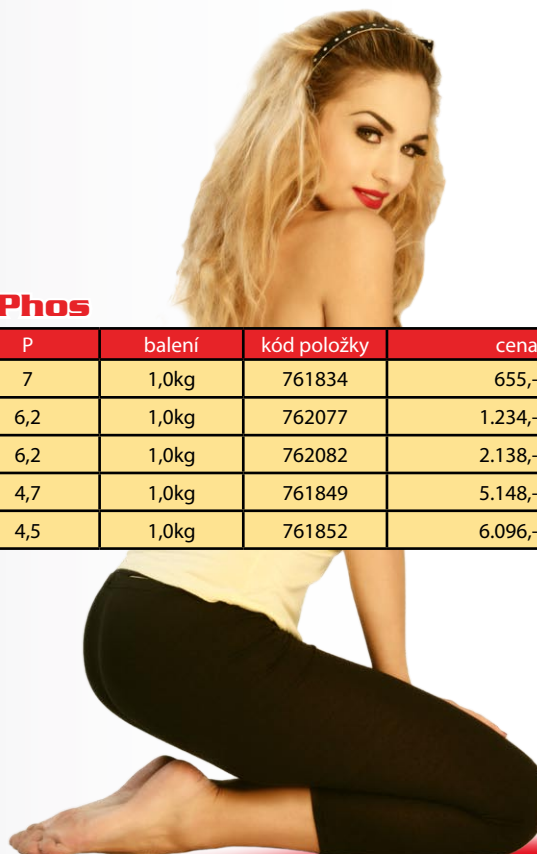 Phos
P balení kód položky cena
7 1,0kg 761834 655,-
6,2 1,0kg 762077 1.234,-
6,2 1,0kg 762082 2.138,-
4,7 1,0kg 761849 5.148,-
4,5 1,0kg 761852 6.096,-